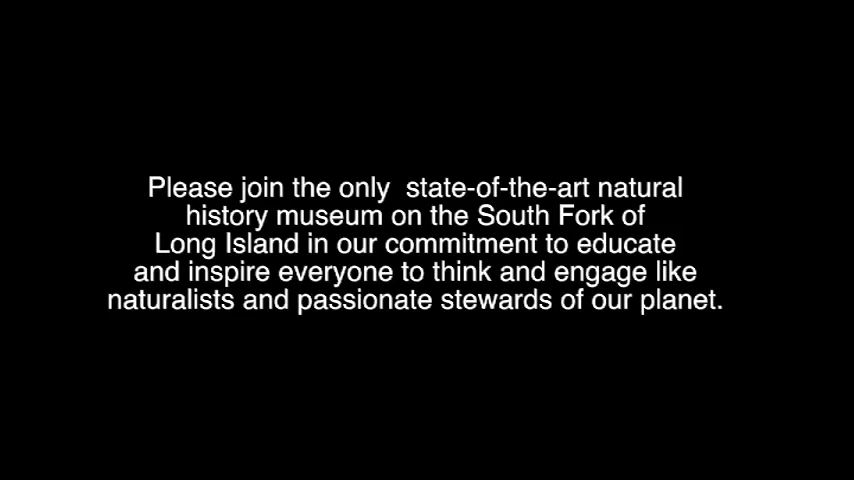 Please join the only  state-of-the-art natural
history museum on the South Fork of
Long Island in our commitment to educate
and inspire everyone to think and engage like
naturalists and passionate stewards of our planet.